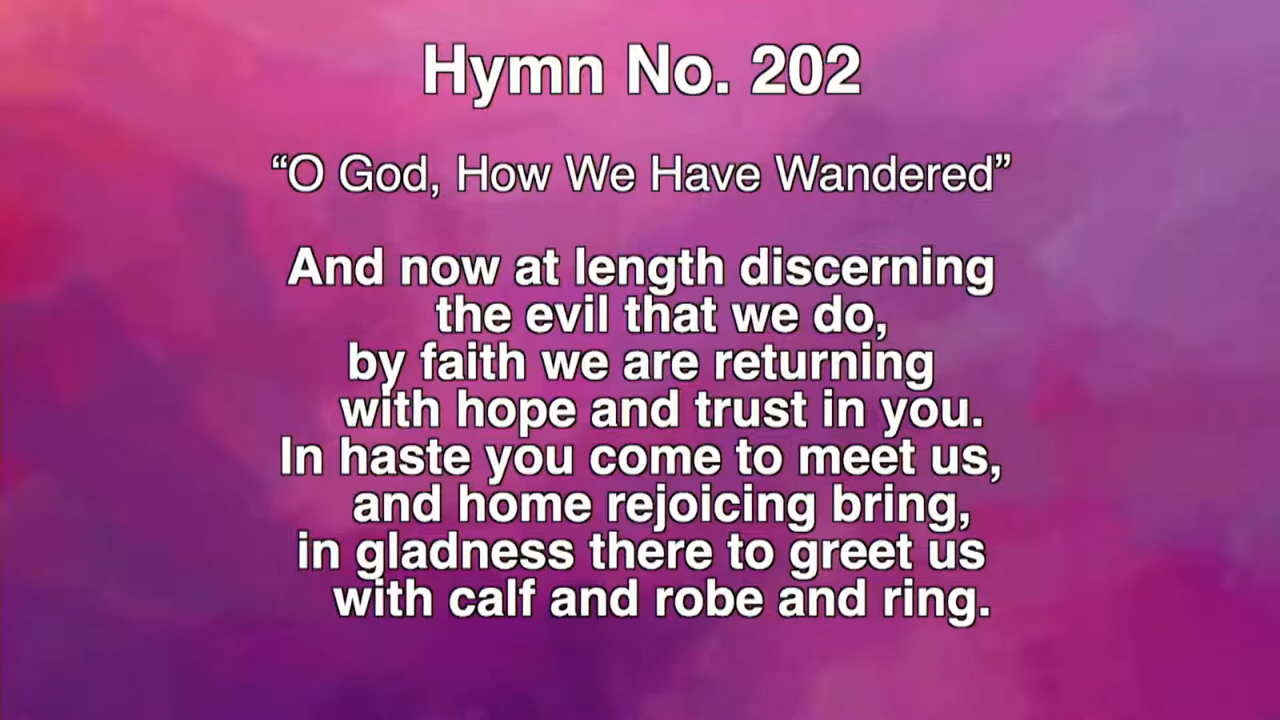 Hymn No. 202
“O God, How We Have Wandered”
And now at length discerning
the evil that we do,
by faith we are returning
with hope and trust in you.
In haste you come to meet us,
and home rejoicing bring,
in gladness there to greet us
with calf and robe and ring.